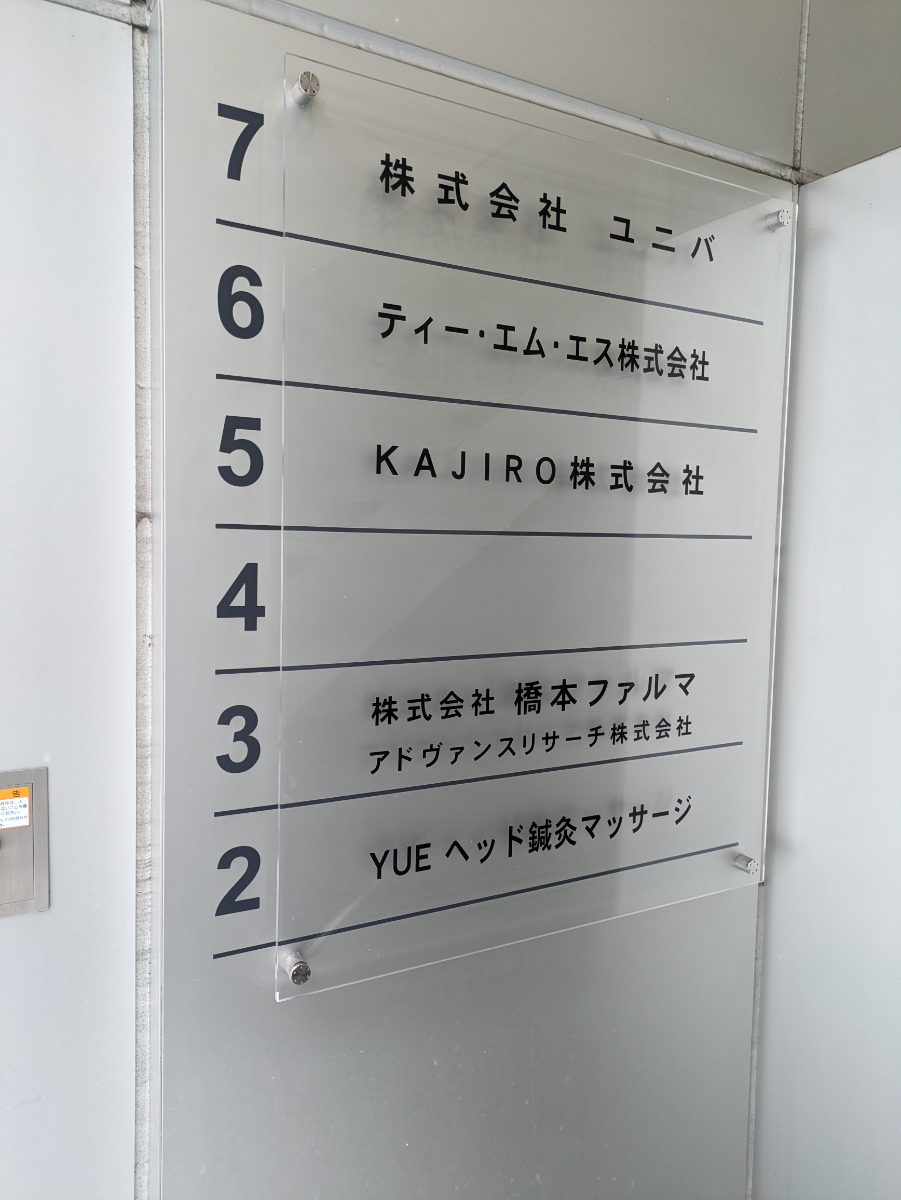 7 株式会社 ユニバ
6 ティー・エム・エス株式会社
5 KAJIRO株式会社
4
3 株式会社 橋本ファルマ
アドヴァンスリサーチ株式会社
2 YUE ヘッド鍼灸マッサージ